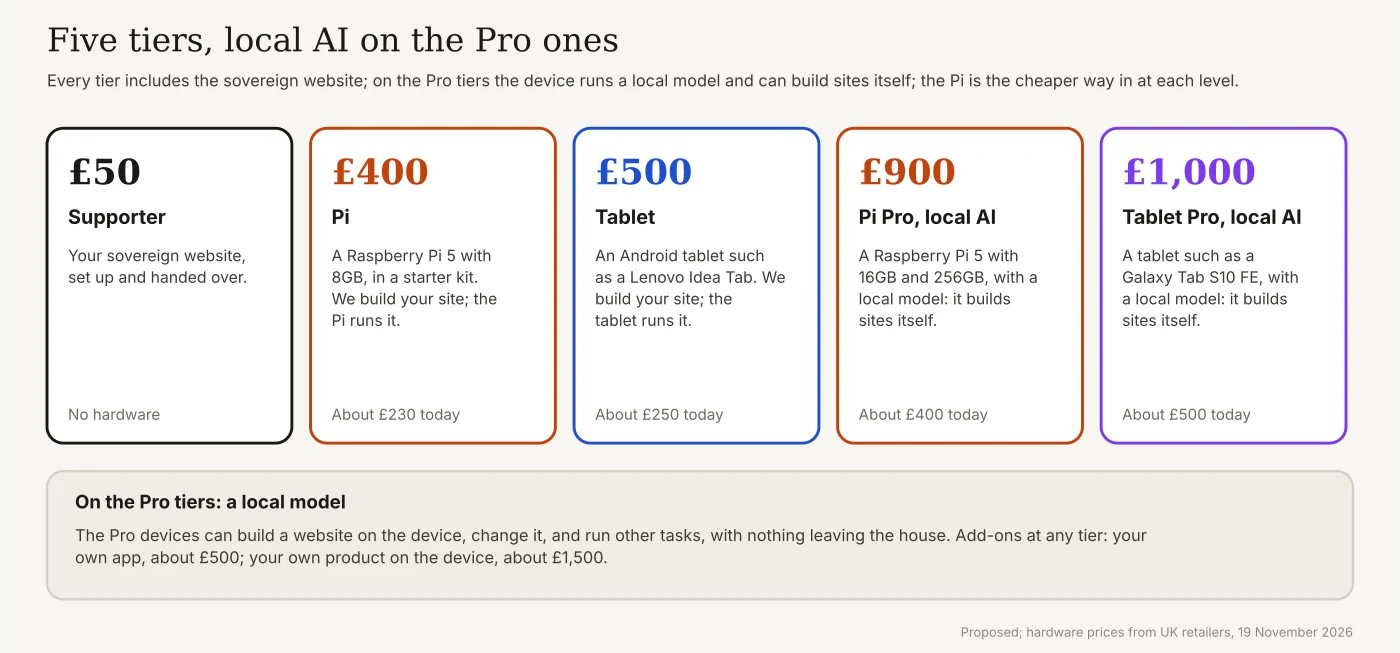 Five tiers, local AI on the Pro ones
Every tier includes the sovereign website; on the Pro tiers the device runs a local model and can build sites itself; the Pi is the cheaper way in at each level.
£50
Supporter
Your sovereign website,
set up and handed over.
No hardware
£400
Pi
A Raspberry Pi 5 with
8GB, in a starter kit.
We build your site; the
Pi runs it.
About £230 today
£500
Tablet
An Android tablet such
as a Lenovo Idea Tab. We
build your site; the
tablet runs it.
About £250 today
£900
Pi Pro, local AI
A Raspberry Pi 5 with
16GB and 256GB, with a
local model: it builds
sites itself.
About £400 today
£1,000
Tablet Pro, local AI
A tablet such as a
Galaxy Tab S10 FE, with
a local model: it builds
sites itself.
About £500 today
On the Pro tiers: a local model
The Pro devices can build a website on the device, change it, and run other tasks, with nothing leaving the house. Add-ons at any tier: your
own app, about £500; your own product on the device, about £1,500.
Proposed; hardware prices from UK retailers, 19 November 2026